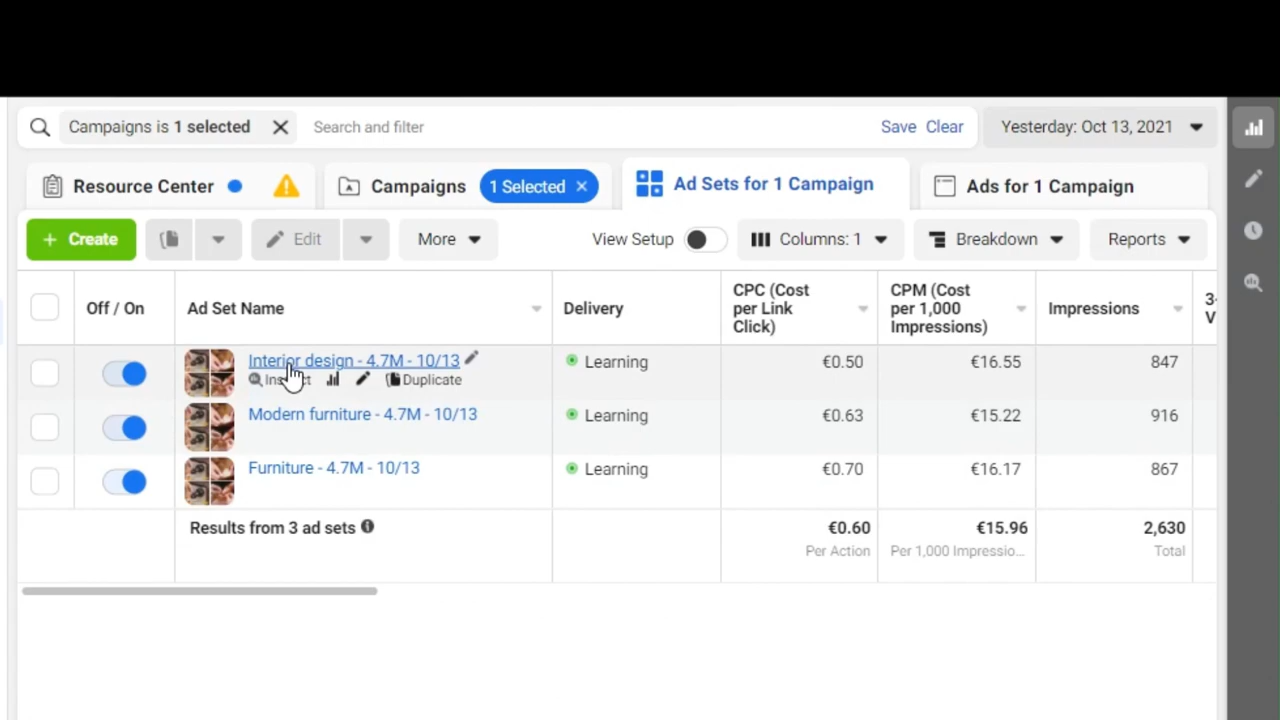 Campaigns is 1 selected
Search and filter
Save Clear
Yesterday: Oct 13, 2021
Resource Center
Campaigns
1 Selected
Ad Sets for 1 Campaign
Ads for 1 Campaign
+ Create
Edit
More
View Setup
Columns: 1
Breakdown
Reports
Off / On
Ad Set Name
Delivery
CPC (Cost
per Link
Click)
CPM (Cost
per 1,000
Impressions)
Impressions
3-
V
Interior design - 4.7M - 10/13
Duplicate
Learning
€0.50
€16.55
847
Modern furniture - 4.7M - 10/13
Learning
€0.63
€15.22
916
Furniture - 4.7M - 10/13
Learning
€0.70
€16.17
867
Results from 3 ad sets
€0.60
Per Action
€15.96
Per 1,000 Impressio...
2,630
Total